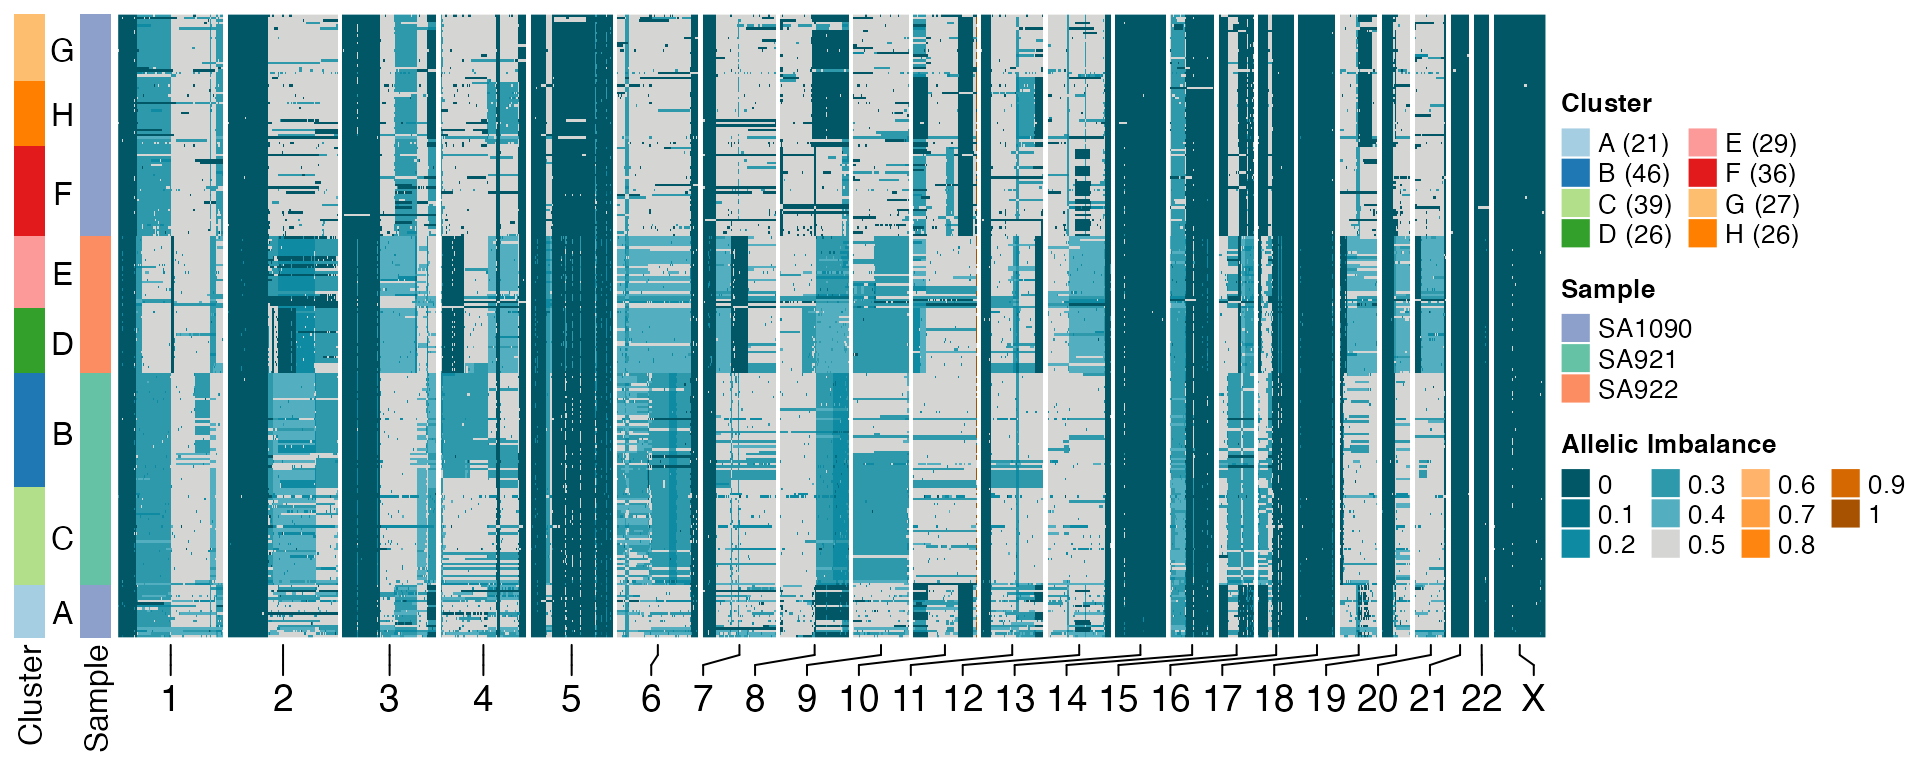 G
H
F
E
D
B
C
A
Cluster
Sample
1 2 3 4 5 6 7 8 9 10 11 12 13 14 15 16 17 18 19 20 21 22 X
Cluster
A (21) E (29)
B (46) F (36)
C (39) G (27)
D (26) H (26)
Sample
SA1090
SA921
SA922
Allelic Imbalance
0 0.3 0.6 0.9
0.1 0.4 0.7 1
0.2 0.5 0.8